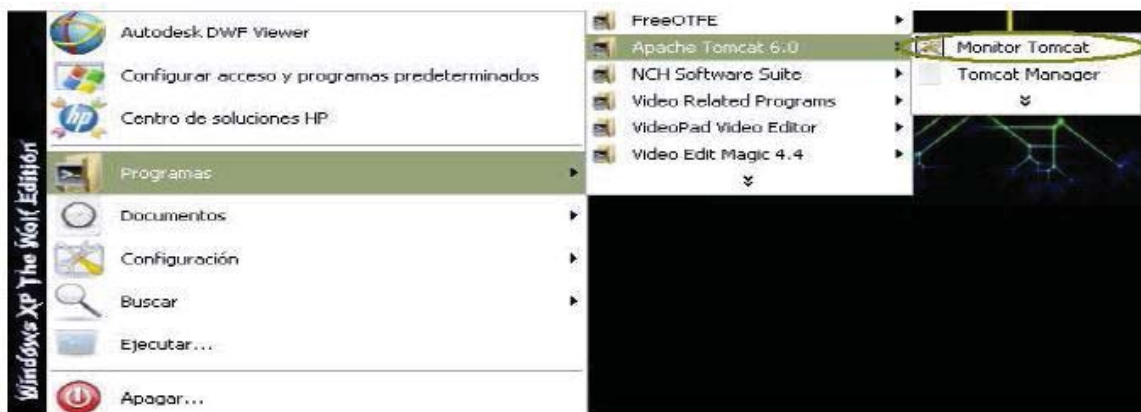 Windows XP The Wolf Edition
Autodesk DWF Viewer
Configurar acceso y programas predeterminados
Centro de soluciones HP
Programas
Documentos
Configuración
Buscar
Ejecutar...
Apagar...
FreeOTFE
Apache Tomcat 6.0
NCH Software Suite
Video Related Programs
VideoPad Video Editor
Video Edit Magic 4.4
Monitor Tomcat
Tomcat Manager